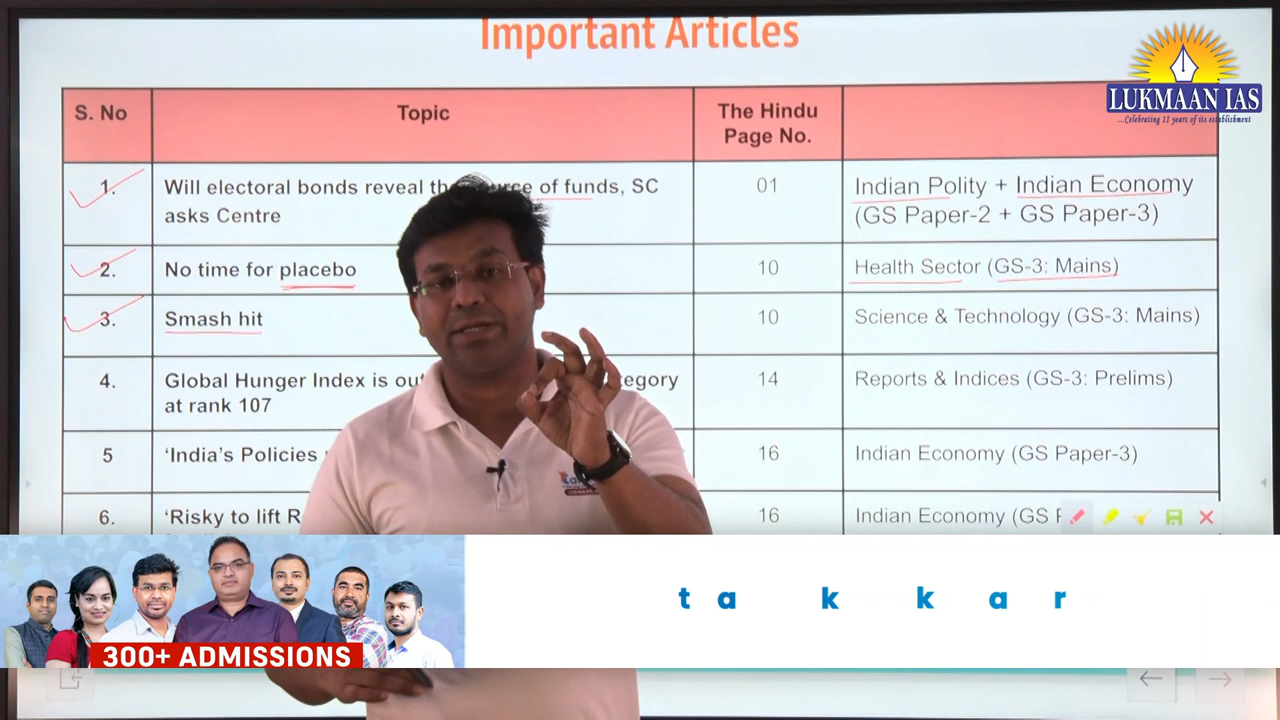 Important Articles
LUKMAAN IAS
...Celebrating 11 years of its establishment
S. No
Topic
The Hindu
Page No.
1.
Will electoral bonds reveal the source of funds, SC
asks Centre
01
Indian Polity + Indian Economy
(GS Paper-2 + GS Paper-3)
2.
No time for placebo
10
Health Sector (GS-3: Mains)
3.
Smash hit
10
Science & Technology (GS-3: Mains)
4.
Global Hunger Index is out
tegory
at rank 107
14
Reports & Indices (GS-3: Prelims)
5
‘India’s Policies
16
Indian Economy (GS Paper-3)
6.
‘Risky to lift R
16
Indian Economy (GS
300+ ADMISSIONS
t a k k a r